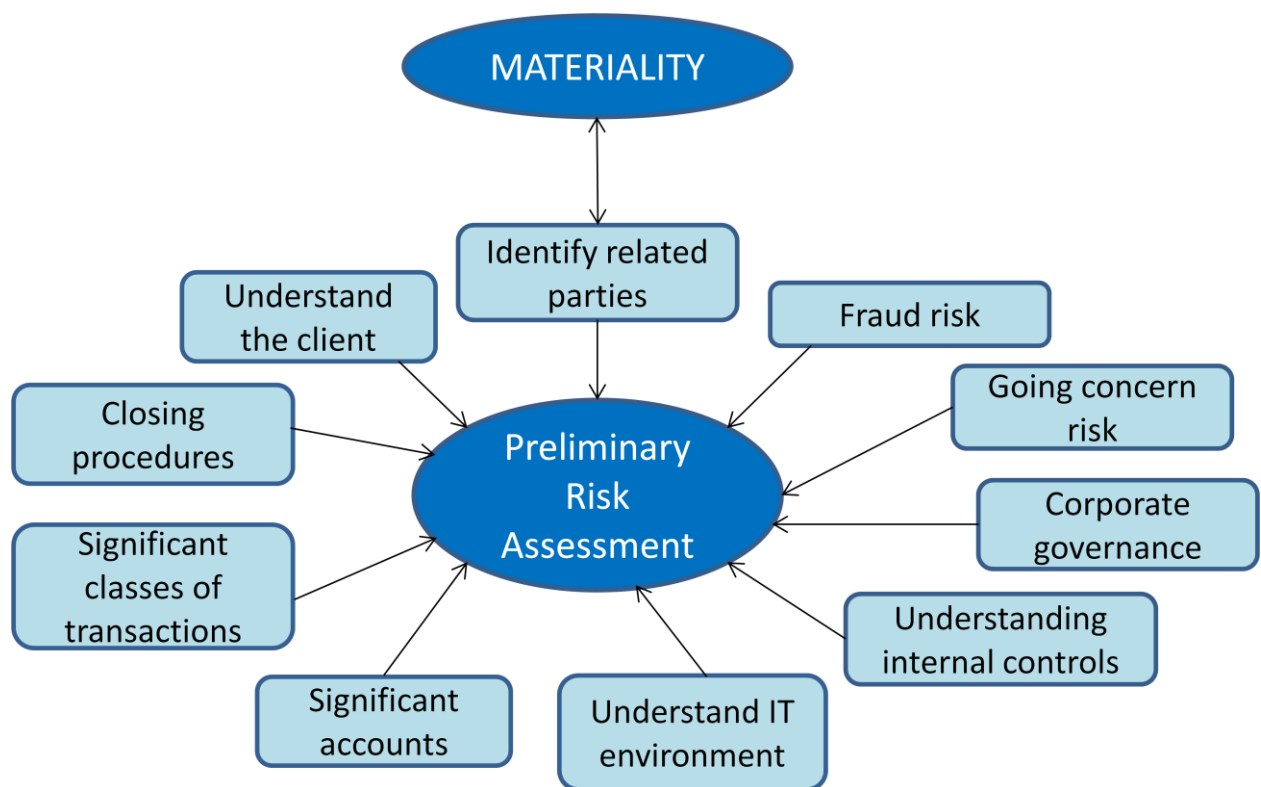 MATERIALITY
Identify related
parties
Understand
the client
Fraud risk
Closing
procedures
Going concern
risk
Preliminary
Risk
Assessment
Significant
classes of
transactions
Corporate
governance
Understanding
internal controls
Significant
accounts
Understand IT
environment